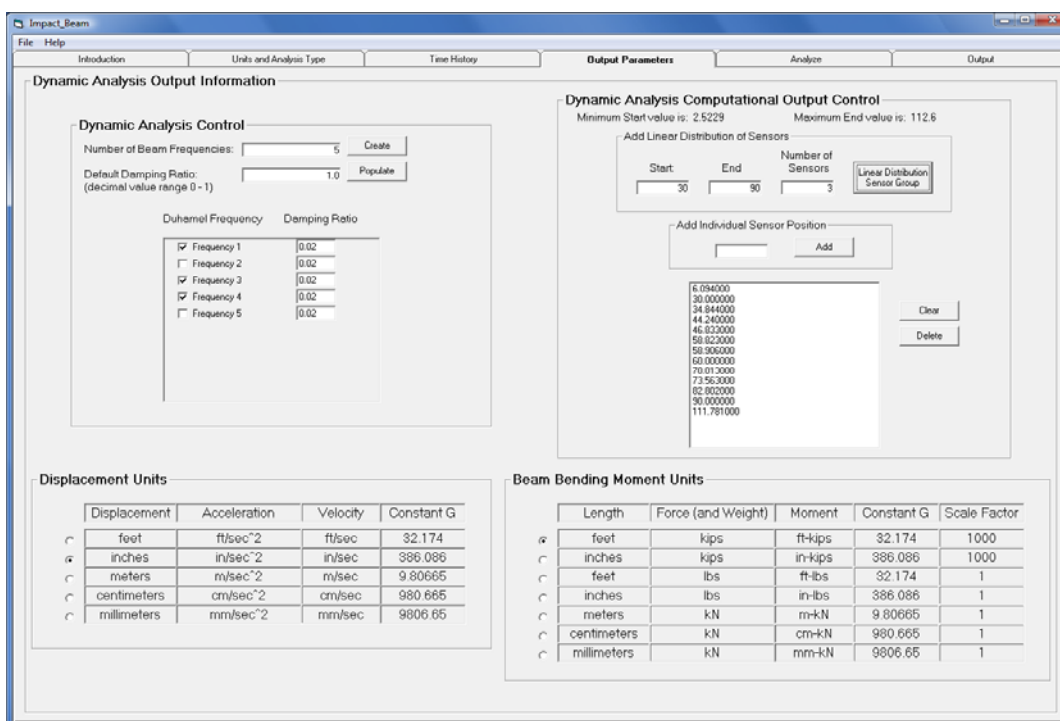 Impact_Beam
File Help
Introduction
Units and Analysis Type
Time History
Output Parameters
Analyze
Output
Dynamic Analysis Output Information
Dynamic Analysis Control
Number of Beam Frequencies: 5 Create
Default Damping Ratio: 1.0 Populate
(decimal value range 0 - 1)
Duhamel Frequency Damping Ratio
Frequency 1 0.02
Frequency 2 0.02
Frequency 3 0.02
Frequency 4 0.02
Frequency 5 0.02
Dynamic Analysis Computational Output Control
Minimum Start value is: 2.5229 Maximum End value is: 112.6
Add Linear Distribution of Sensors
Start End Number of Sensors
30 90 3
Linear Distribution
Sensor Group
Add Individual Sensor Position
Add
6.094000
30.000000
34.844000
44.240000
46.833000
58.823000
58.906000
60.000000
70.013000
73.563000
82.802000
90.000000
111.781000
Clear
Delete
Displacement Units
Displacement Acceleration Velocity Constant G
feet ft/sec^2 ft/sec 32.174
inches in/sec^2 in/sec 386.086
meters m/sec^2 m/sec 9.80665
centimeters cm/sec^2 cm/sec 980.665
millimeters mm/sec^2 mm/sec 9806.65
Beam Bending Moment Units
Length Force (and Weight) Moment Constant G Scale Factor
feet kips ft-kips 32.174 1000
inches kips in-kips 386.086 1000
feet lbs ft-lbs 32.174 1
inches lbs in-lbs 386.086 1
meters kN m-kN 9.80665 1
centimeters kN cm-kN 980.665 1
millimeters kN mm-kN 9806.65 1